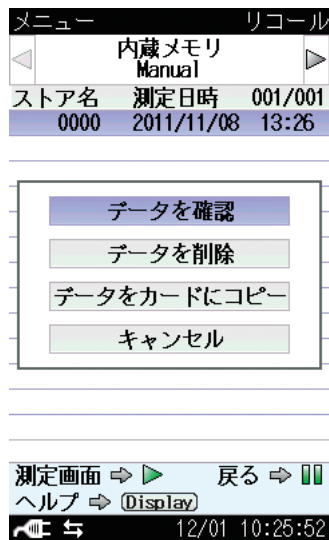 メニュー リコール
内蔵メモリ
Manual
ストア名 測定日時 001/001
0000 2011/11/08 13:26
データを確認
データを削除
データをカードにコピー
キャンセル
測定画面 ⇨ ▷ 戻る ⇨ 
ヘルプ ⇨ Display
12/01 10:25:52